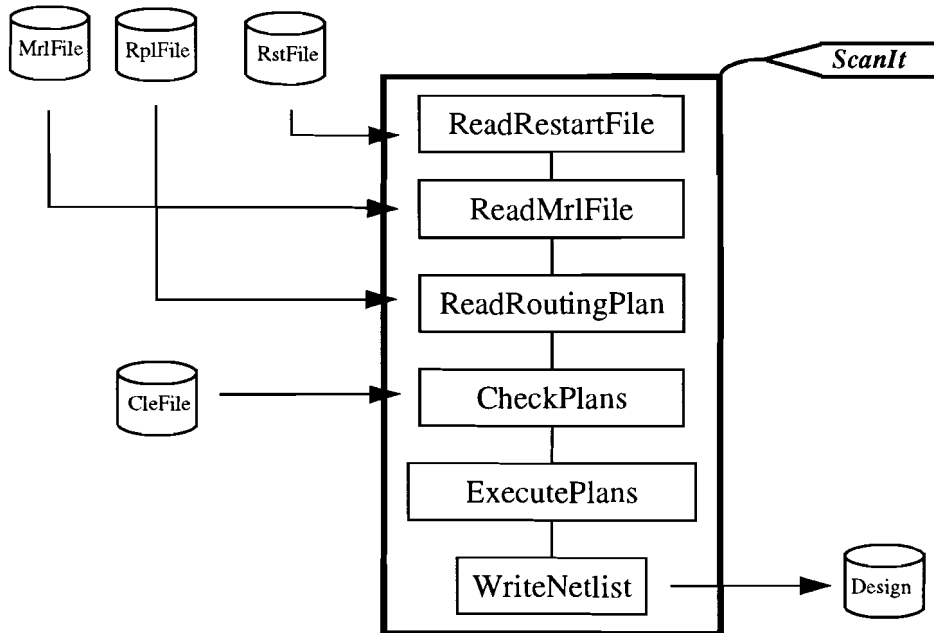 MrlFile
RplFile
RstFile
ScanIt
ReadRestartFile
ReadMrlFile
ReadRoutingPlan
CleFile
CheckPlans
ExecutePlans
WriteNetlist
Design